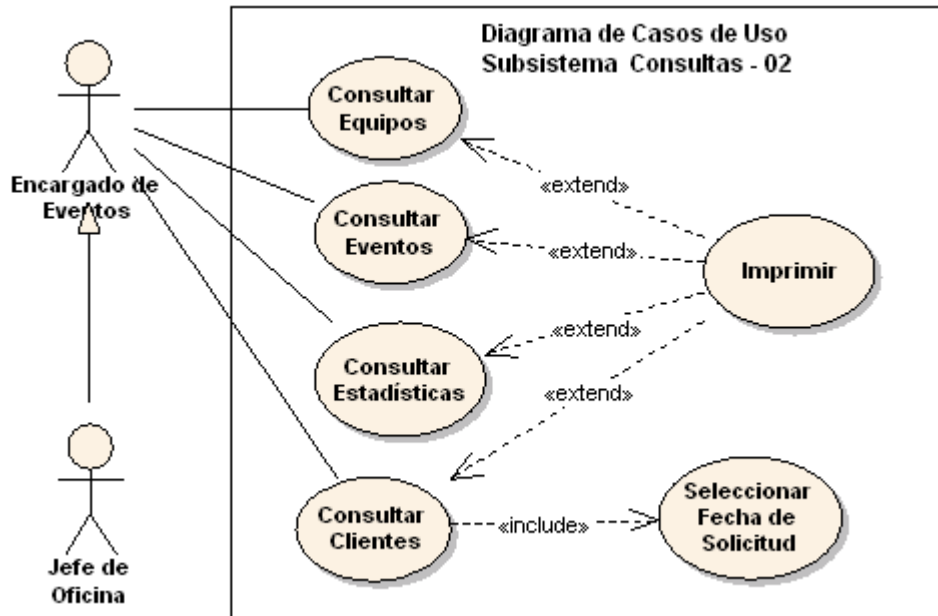 Diagrama de Casos de Uso
Subsistema Consultas - 02
Encargado de
Eventos
Jefe de
Oficina
Consultar
Equipos
Consultar
Eventos
Consultar
Estadísticas
Consultar
Clientes
«extend»
«extend»
«extend»
«extend»
«include»
Imprimir
Seleccionar
Fecha de
Solicitud